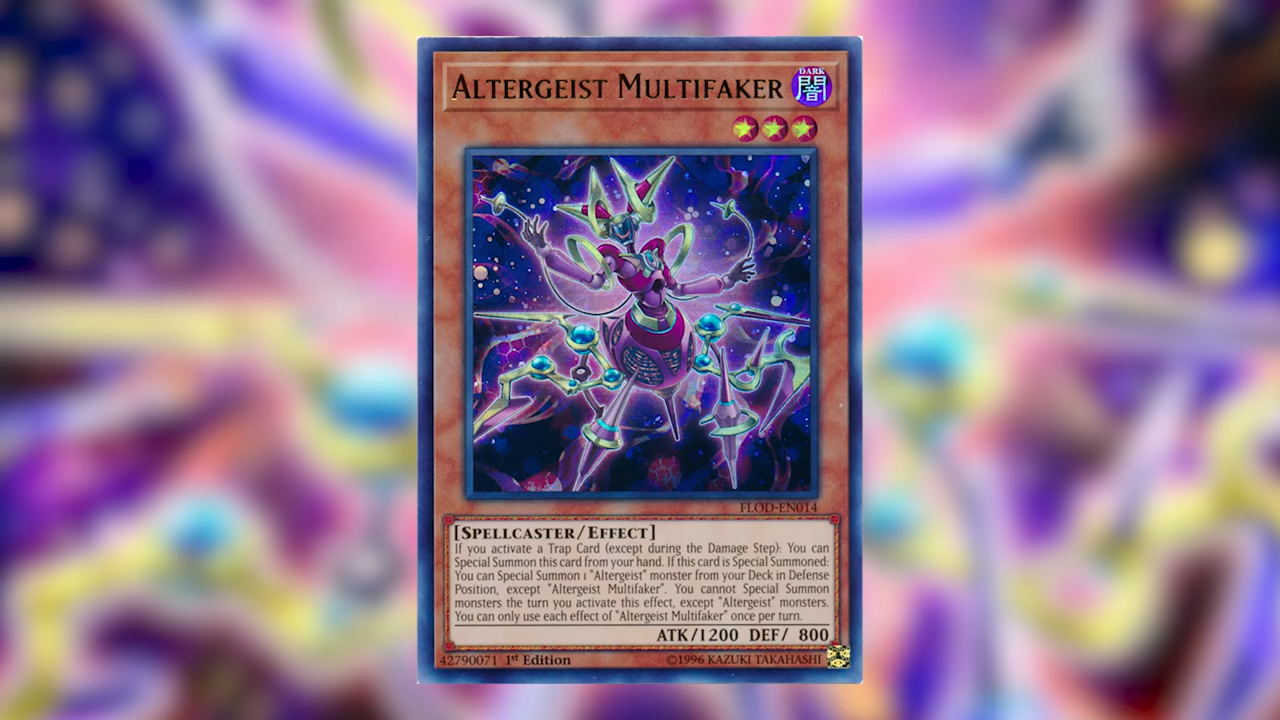 ALTERGEIST MULTIFAKER
DARK
闇
FLOD-EN014
[SPELLCASTER/EFFECT]
If you activate a Trap Card (except during the Damage Step): You can
Special Summon this card from your hand. If this card is Special Summoned:
You can Special Summon 1 "Altergeist" monster from your Deck in Defense
Position, except "Altergeist Multifaker". You cannot Special Summon
monsters the turn you activate this effect, except "Altergeist" monsters.
You can only use each effect of "Altergeist Multifaker" once per turn.
ATK/1200 DEF/ 800
42790071 1st Edition ©1996 KAZUKI TAKAHASHI